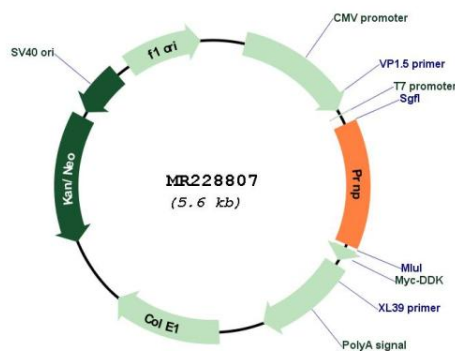 CMV promoter
VP1.5 primer
T7 promoter
SgfI
Prnp
MluI
Myc-DDK
XL39 primer
PolyA signal
Col E1
Kan/Neo
SV40 ori
f1 ori
MR228807
(5.6 kb)